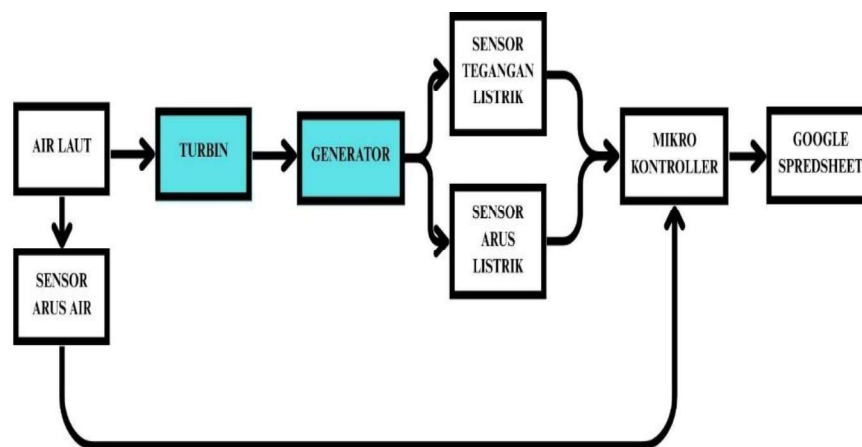 AIR LAUT
TURBIN
GENERATOR
SENSOR
TEGANGAN
LISTRIK
SENSOR
ARUS
LISTRIK
MIKRO
KONTROLLER
GOOGLE
SPREDSHEET
SENSOR
ARUS AIR